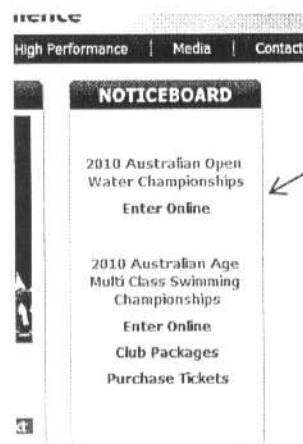 High Performance | Media | Contact
NOTICEBOARD
2010 Australian Open
Water Championships
Enter Online
2010 Australian Age
Multi Class Swimming
Championships
Enter Online
Club Packages
Purchase Tickets